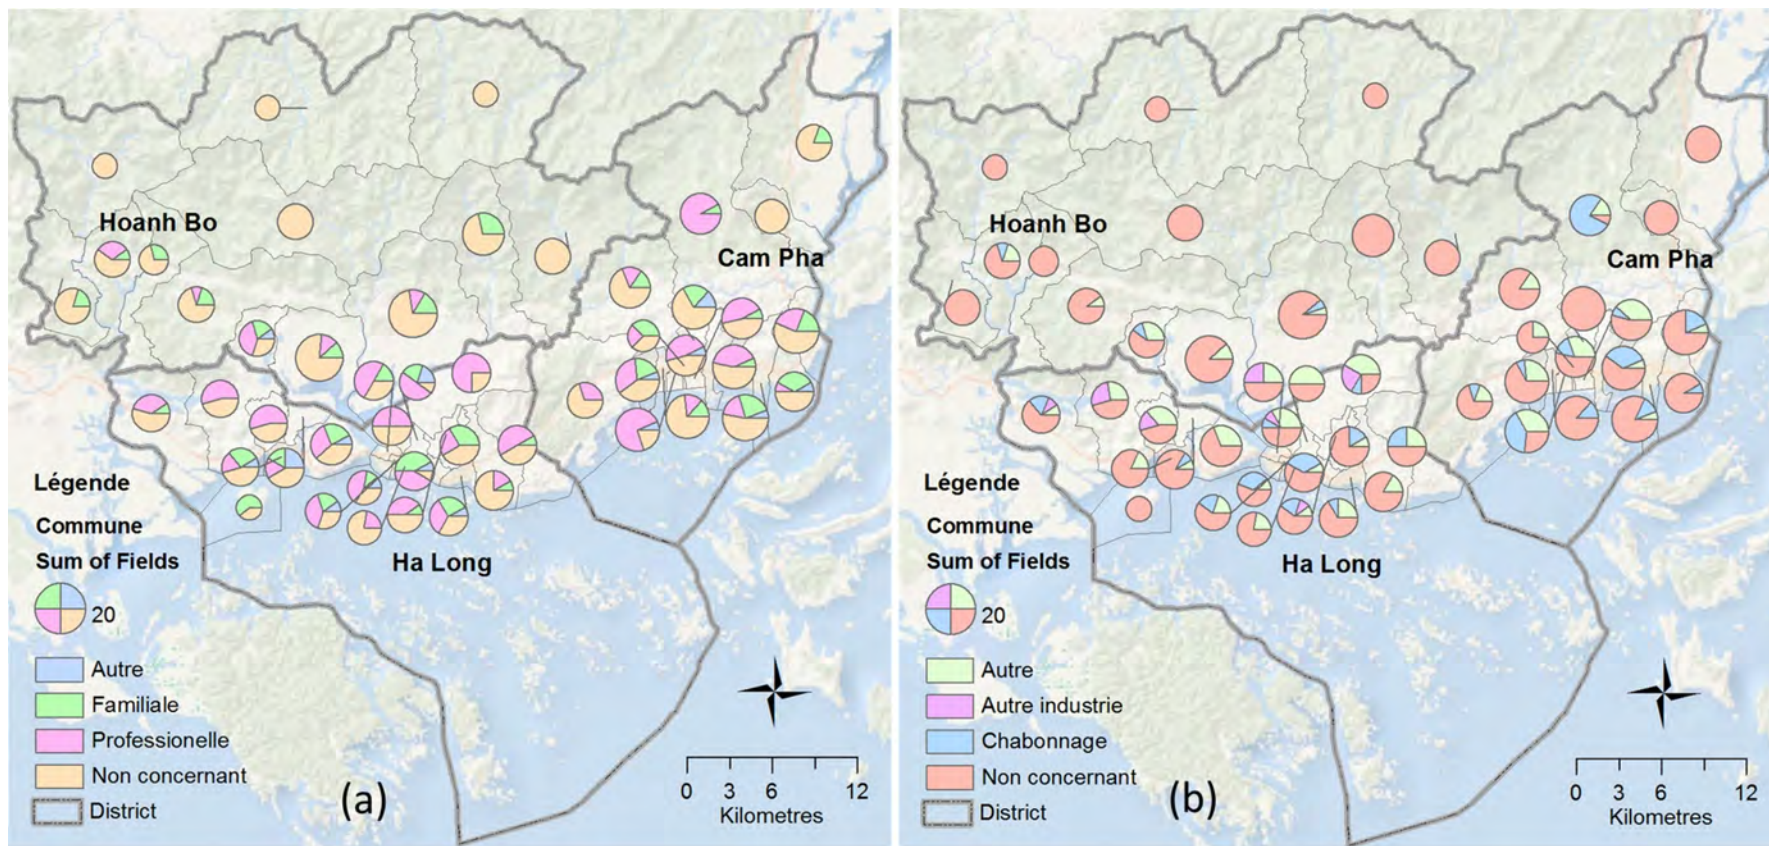 Hoanh Bo
Cam Pha
Ha Long
Légende
Commune
Sum of Fields
20
Autre
Familiale
Professionelle
Non concernant
District
(a)
0 3 6 12
Kilometres
Hoanh Bo
Cam Pha
Ha Long
Légende
Commune
Sum of Fields
20
Autre
Autre industrie
Chabonnage
Non concernant
District
(b)
0 3 6 12
Kilometres